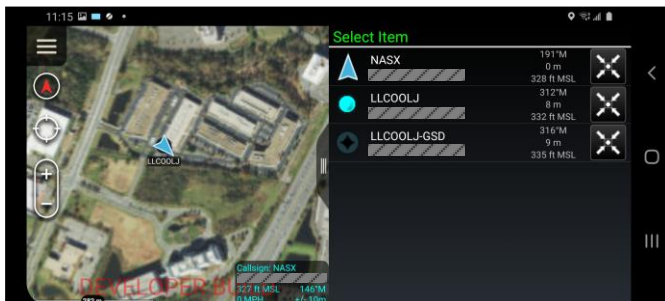 11:15
Select Item
NASX
191°M
0 m
328 ft MSL
LLCOOLJ
312°M
8 m
332 ft MSL
LLCOOLJ-GSD
316°M
9 m
335 ft MSL
LLCOOLJ
+
-
Callsign: NASX
327 ft MSL 146°M
0 MPH +/- 10m
DEVELOPER BU